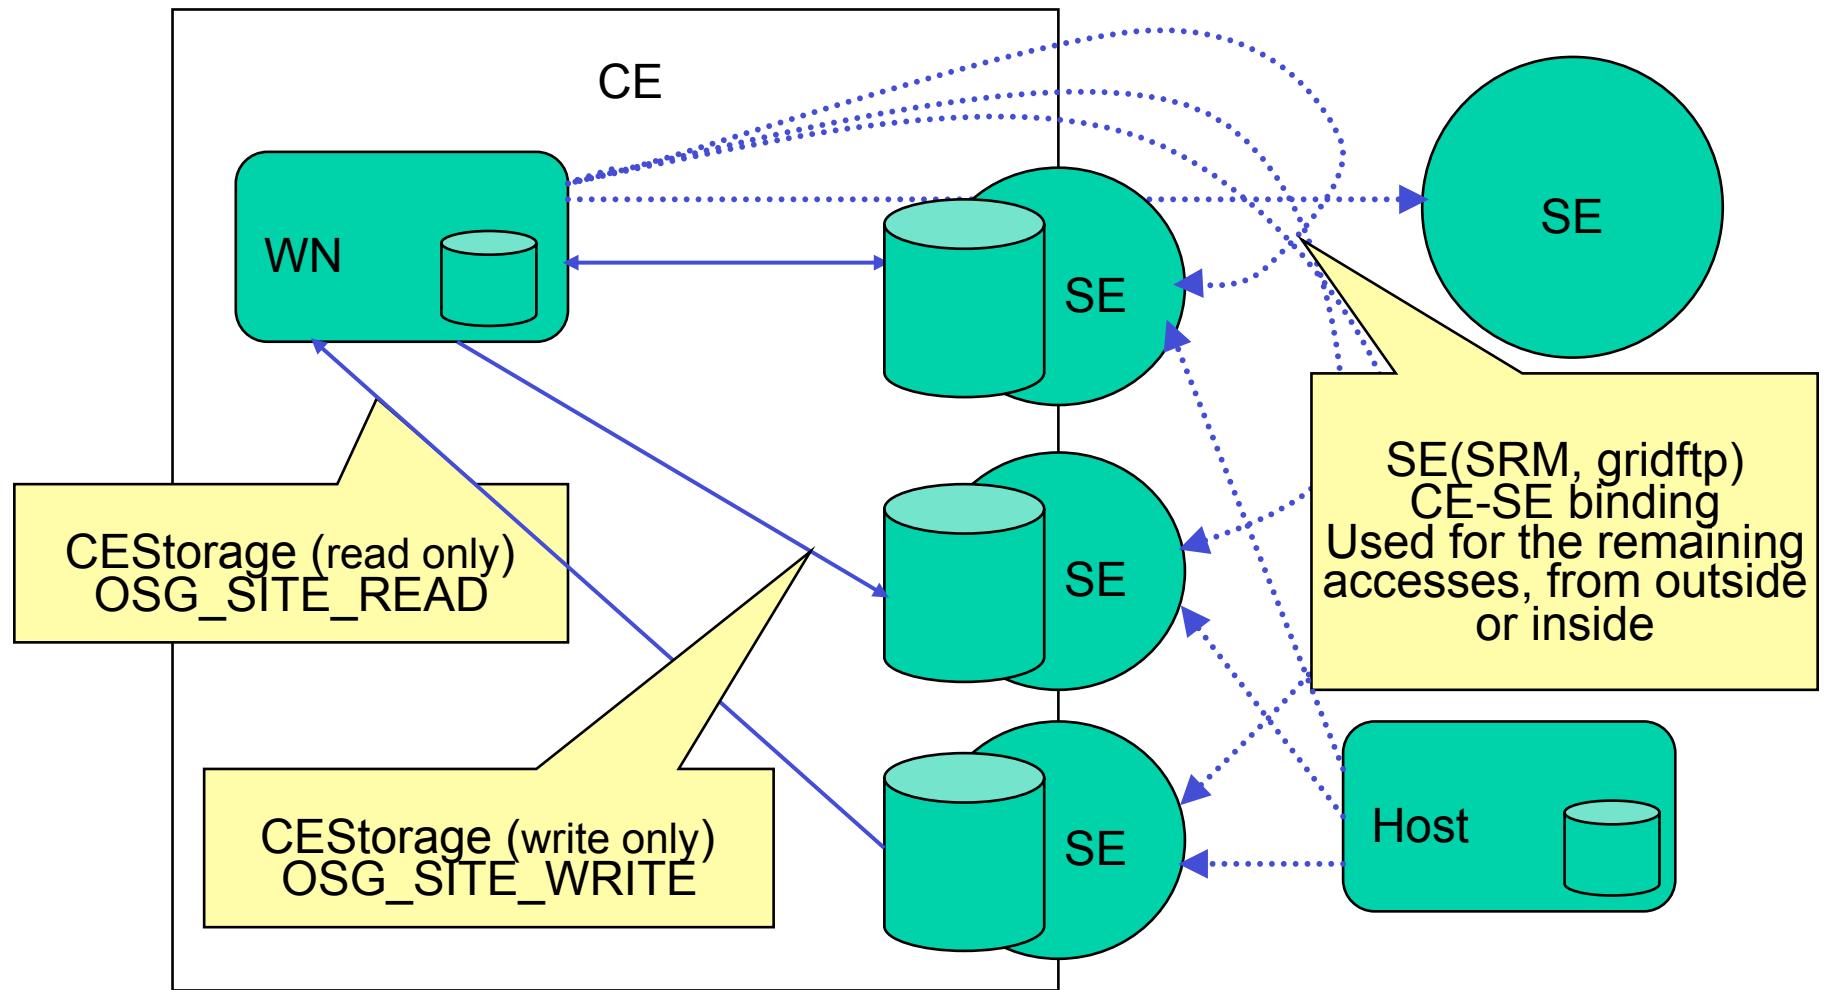 CE
WN
SE
SE
SE(SRM, gridftp)
CE-SE binding
Used for the remaining
accesses, from outside
or inside
CEStorage (read only)
OSG_SITE_READ
SE
CEStorage (write only)
OSG_SITE_WRITE
SE
Host